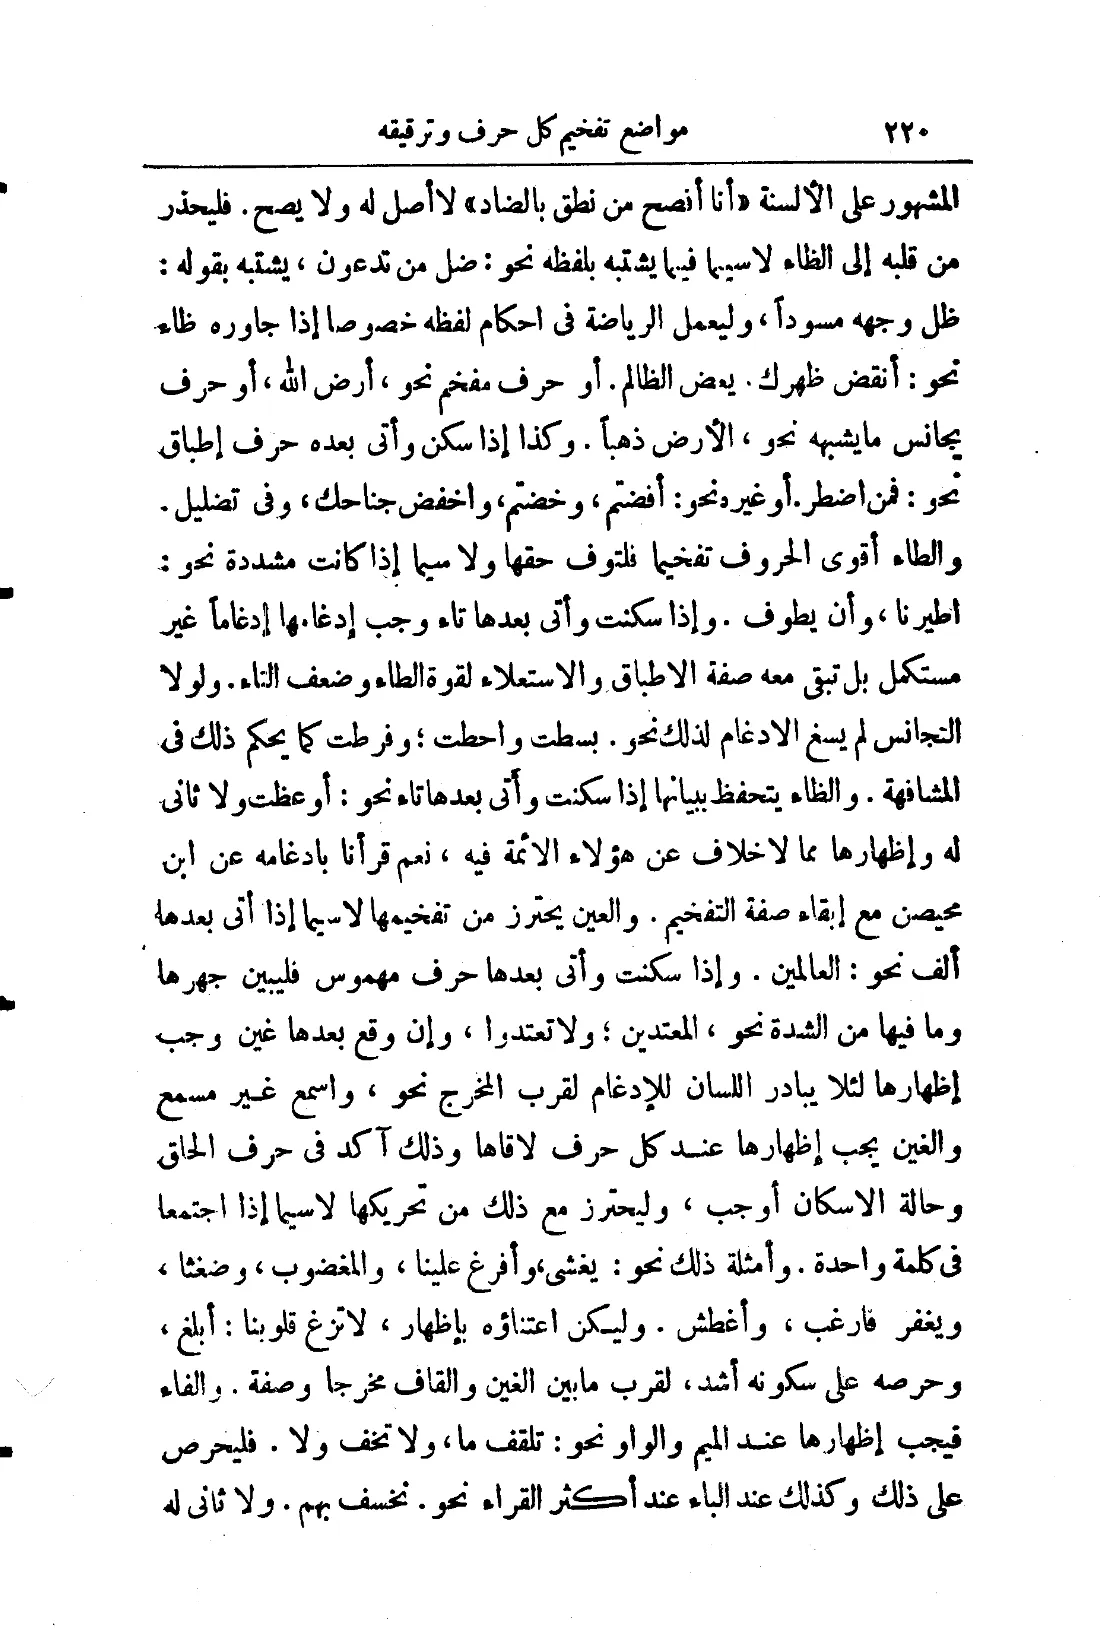 ٢٢٠ مواضع تفخيم كل حرف وترقيقه
المشهور على الألسنة «أنا أفصح من نطق بالضاد» لا أصل له ولا يصح. فليحذر
من قلبه إلى الظاء لاسيما فيما يشتبه بلفظه نحو : ضل من تدعون ، يشتبه بقوله :
ظل وجهه مسوداً ، وليعمل الرياضة فى احكام لفظه خصوصا إذا جاوره ظاء
نحو : أنقض ظهرك . يعض الظالم . أو حرف مفخم نحو ، أرض الله ، أو حرف
يجانس مايشبهه نحو ، الأرض ذهباً . وكذا إذا سكن وأتى بعده حرف إطباق
نحو : فمن اضطر. أو غيره نحو : أفضتم ، وخضتم، واخفض جناحك ، وفى تضليل .
والطاء أقوى الحروف تفخيما فلتوف حقها ولا سيما إذا كانت مشددة نحو :
اطيرنا ، وأن يطوف . وإذا سكنت وأتى بعدها تاء وجب إدغامها إدغاماً غير
مستكمل بل تبقى معه صفة الاطباق والاستعلاء لقوة الطاء وضعف التاء . ولولا
التجانس لم يسغ الادغام لذلك نحو . بسطت واحطت ؛ وفرطت كما يحكم ذلك فى
المشافهة . والظاء يتحفظ ببيانها إذا سكنت وأتى بعدها تاء نحو : أوعظت ولا ثانى
له وإظهارها مما لاخلاف عن هؤلاء الائمة فيه ، نعم قرأنا بادغامه عن ابن
محيصن مع إبقاء صفة التفخيم . والعين يحترز من تفخيمها لاسيما إذا أتى بعدها
ألف نحو : العالمين . وإذا سكنت وأتى بعدها حرف مهموس فليبين جهرها
وما فيها من الشدة نحو ، المعتدين ؛ ولاتعتدوا ، وإن وقع بعدها غين وجب
إظهارها لئلا يبادر اللسان للإدغام لقرب المخرج نحو ، واسمع غير مسمع
والغين يجب إظهارها عند كل حرف لاقاها وذلك آكد فى حرف الحلق
وحالة الاسكان أوجب ، وليحترز مع ذلك من تحريكها لاسيما إذا اجتمعا
فى كلمة واحدة . وأمثلة ذلك نحو : يغشى، وأفرغ علينا ، والمغضوب ، وضغثا ،
ويغفر فارغب ، وأغطش . وليكن اعتناؤه بإظهار ، لاتزغ قلوبنا : أبلغ ،
وحرصه على سكونه أشد ، لقرب مابين الغين والقاف مخرجا وصفة . والفاء
فيجب إظهارها عند الميم والواو نحو : تلقف ما ، ولا تخف ولا . فليحرص
على ذلك وكذلك عند الباء عند أكثر القراء نحو . نخسف بهم . ولا ثانى له